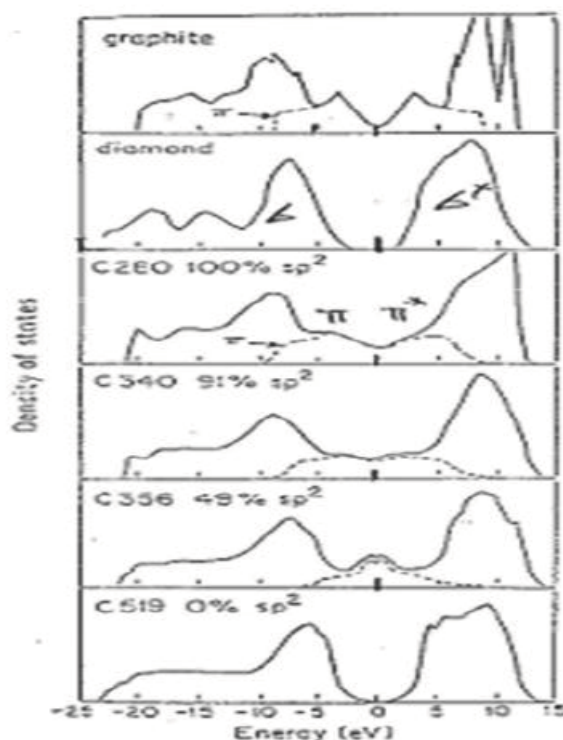 graphite
π
diamond
σ
σ*
C280 100% sp²
π π*
π
C340 91% sp²
C356 49% sp²
C519 0% sp²
Density of states
-25 -20 -15 -10 -5 0 5 10 15
Energy [eV]